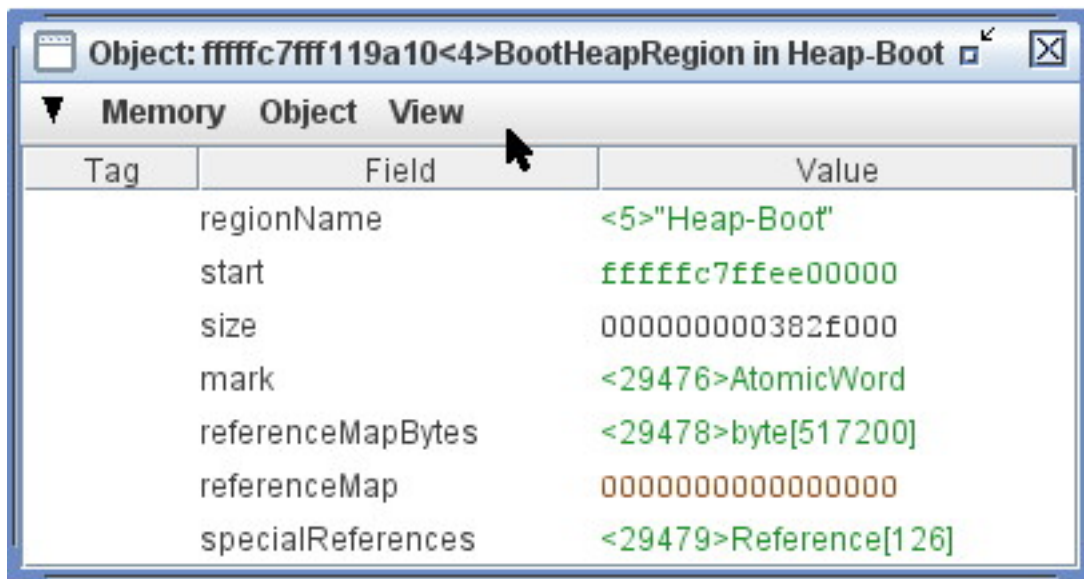 Object: fffffc7fff119a10<4>BootHeapRegion in Heap-Boot
Memory Object View
Tag Field Value
regionName <5>"Heap-Boot"
start fffffc7ffee00000
size 000000000382f000
mark <29476>AtomicWord
referenceMapBytes <29478>byte[517200]
referenceMap 0000000000000000
specialReferences <29479>Reference[126]